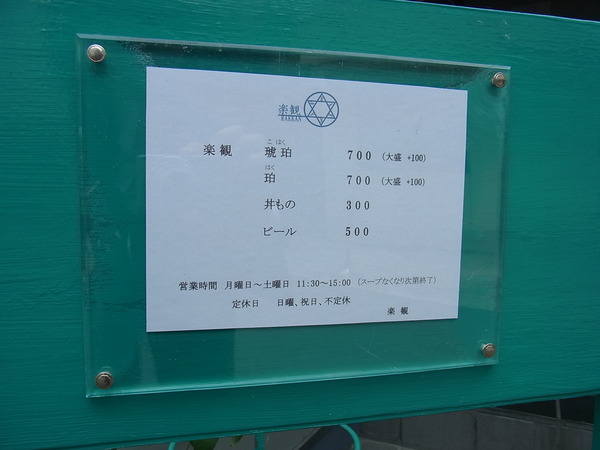 楽観
RAKKAN
楽観 琥珀 700 (大盛 +100)
こはく
珀 700 (大盛 +100)
はく
丼もの 300
ビール 500
営業時間 月曜日～土曜日 11:30～15:00 (スープなくなり次第終了)
定休日 日曜、祝日、不定休
楽観